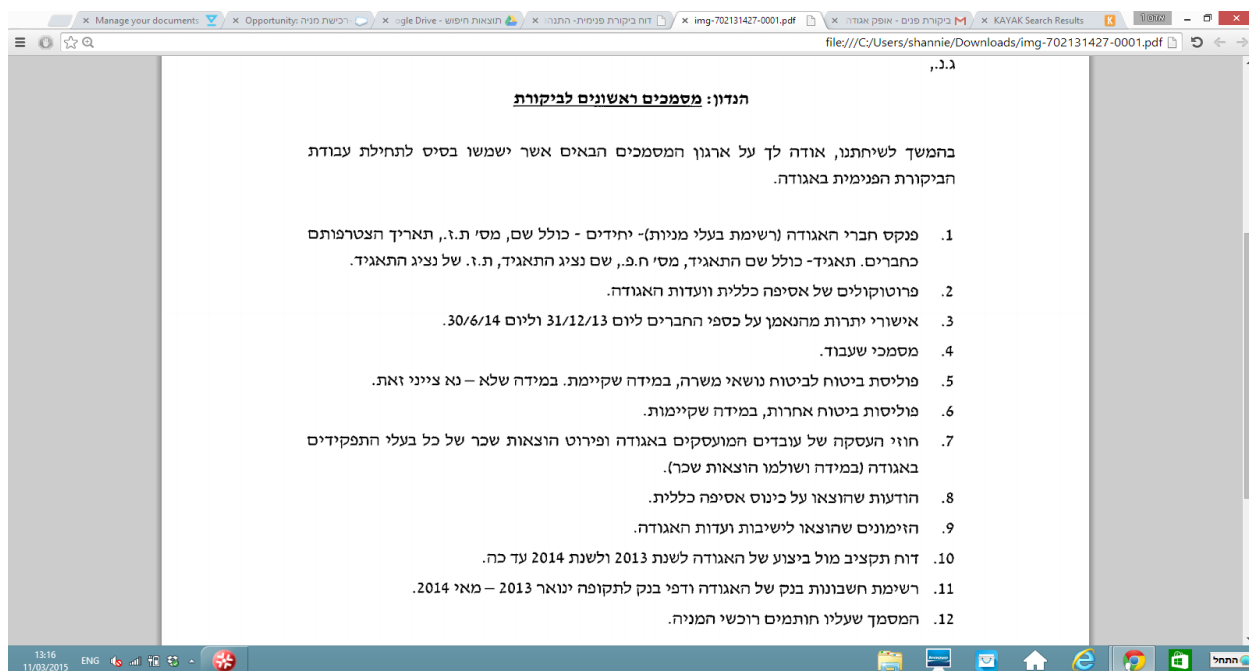 Manage your documents
Opportunity: רכישת מניה
תוצאות חיפוש - ogle Drive
דוח ביקורת פנימית- התנהו
img-702131427-0001.pdf
ביקורת פנים - אופק אגודה
KAYAK Search Results
file:///C:/Users/shannie/Downloads/img-702131427-0001.pdf
ג.נ.,
הנדון: מסמכים ראשונים לביקורת
בהמשך לשיחתנו, אודה לך על ארגון המסמכים הבאים אשר ישמשו בסיס לתחילת עבודת
הביקורת הפנימית באגודה.
1. פנקס חברי האגודה (רשימת בעלי מניות)- יחידים - כולל שם, מס׳ ת.ז., תאריך הצטרפותם
כחברים. תאגיד- כולל שם התאגיד, מס׳ ח.פ., שם נציג התאגיד, ת.ז. של נציג התאגיד.
2. פרוטוקולים של אסיפה כללית וועדות האגודה.
3. אישורי יתרות מהנאמן על כספי החברים ליום 31/12/13 וליום 30/6/14.
4. מסמכי שעבוד.
5. פוליסת ביטוח לביטוח נושאי משרה, במידה שקיימת. במידה שלא – נא צייני זאת.
6. פוליסות ביטוח אחרות, במידה שקיימות.
7. חוזי העסקה של עובדים המועסקים באגודה ופירוט הוצאות שכר של כל בעלי התפקידים
באגודה (במידה ושולמו הוצאות שכר).
8. הודעות שהוצאו על כינוס אסיפה כללית.
9. הזימונים שהוצאו לישיבות ועדות האגודה.
10. דוח תקציב מול ביצוע של האגודה לשנת 2013 ולשנת 2014 עד כה.
11. רשימת חשבונות בנק של האגודה ודפי בנק לתקופה ינואר 2013 – מאי 2014.
12. המסמך שעליו חותמים רוכשי המניה.
13:16
11/03/2015
ENG
התחל